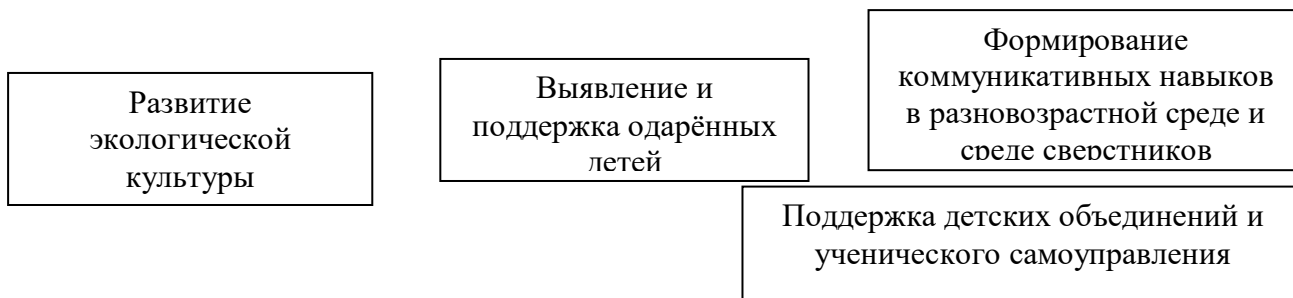 Развитие
экологической
культуры
Выявление и
поддержка одарённых
детей
Формирование
коммуникативных навыков
в разновозрастной среде и
среде сверстников
Поддержка детских объединений и
ученического самоуправления